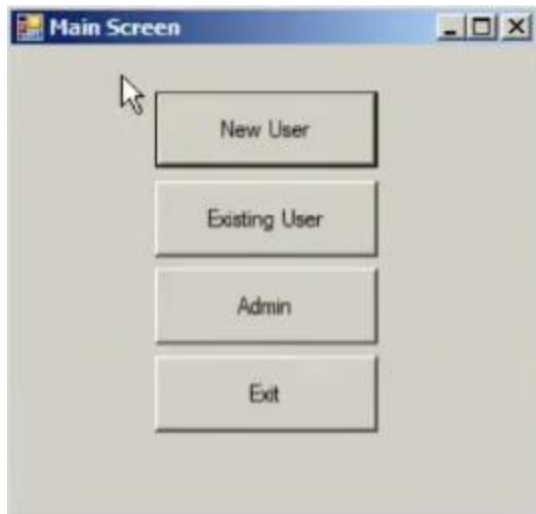 Main Screen
New User
Existing User
Admin
Exit